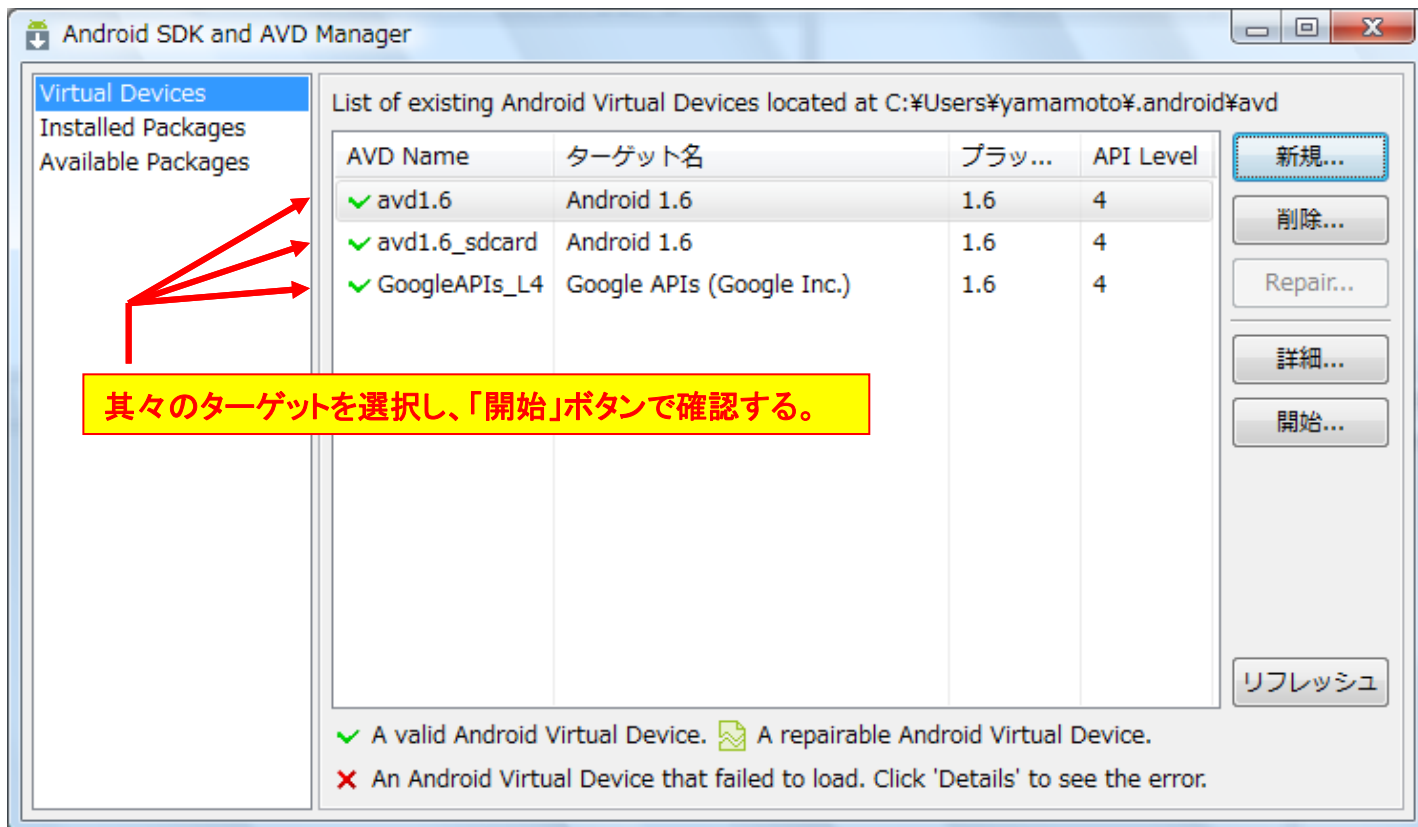 Android SDK and AVD Manager
Virtual Devices
Installed Packages
Available Packages
List of existing Android Virtual Devices located at C:¥Users¥yamamoto¥.android¥avd
AVD Name ターゲット名 プラッ... API Level
avd1.6 Android 1.6 1.6 4
avd1.6_sdcard Android 1.6 1.6 4
GoogleAPIs_L4 Google APIs (Google Inc.) 1.6 4
新規...
削除...
Repair...
詳細...
開始...
リフレッシュ
其々のターゲットを選択し、「開始」ボタンで確認する。
A valid Android Virtual Device. A repairable Android Virtual Device.
An Android Virtual Device that failed to load. Click 'Details' to see the error.